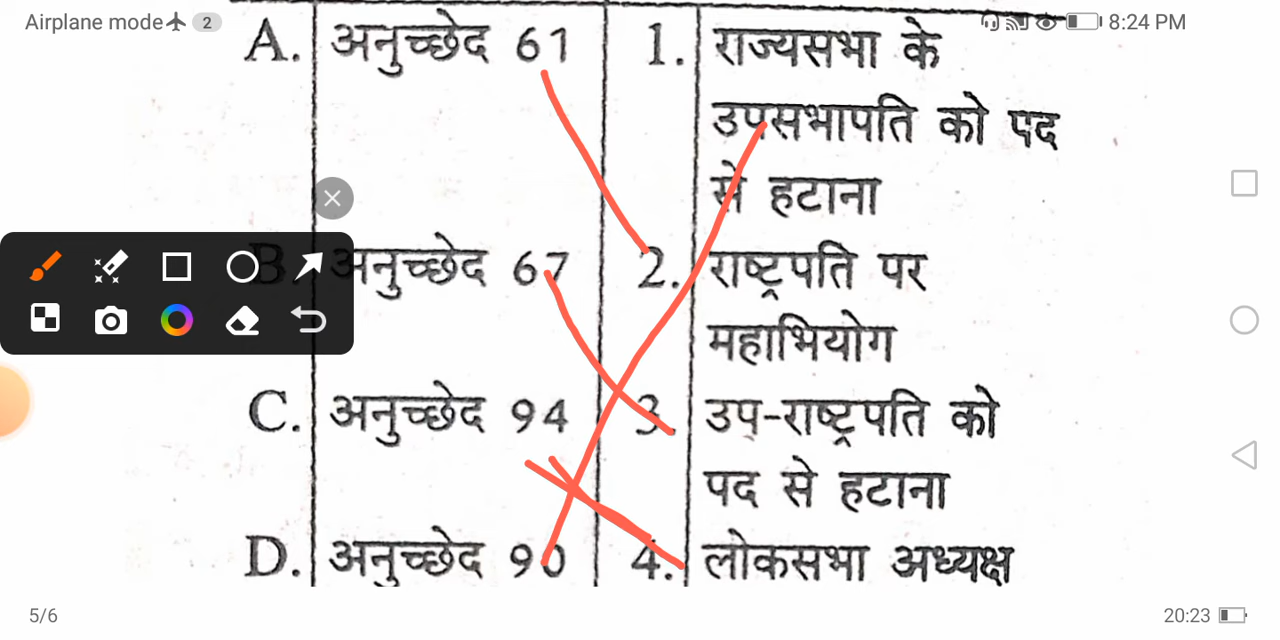 Airplane mode 2 8:24 PM
A. अनुच्छेद 61 1. राज्यसभा के
उपसभापति को पद
से हटाना
B. अनुच्छेद 67 2. राष्ट्रपति पर
महाभियोग
C. अनुच्छेद 94 3. उप-राष्ट्रपति को
पद से हटाना
D. अनुच्छेद 90 4. लोकसभा अध्यक्ष
5/6 20:23